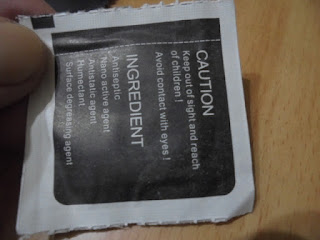 CAUTION
Keep out of sight and reach
of children !
Avoid contact with eyes !
INGREDIENT
Antiseptic
Nano active agent
Antistatic agent
Humectant
Surface degressing agent